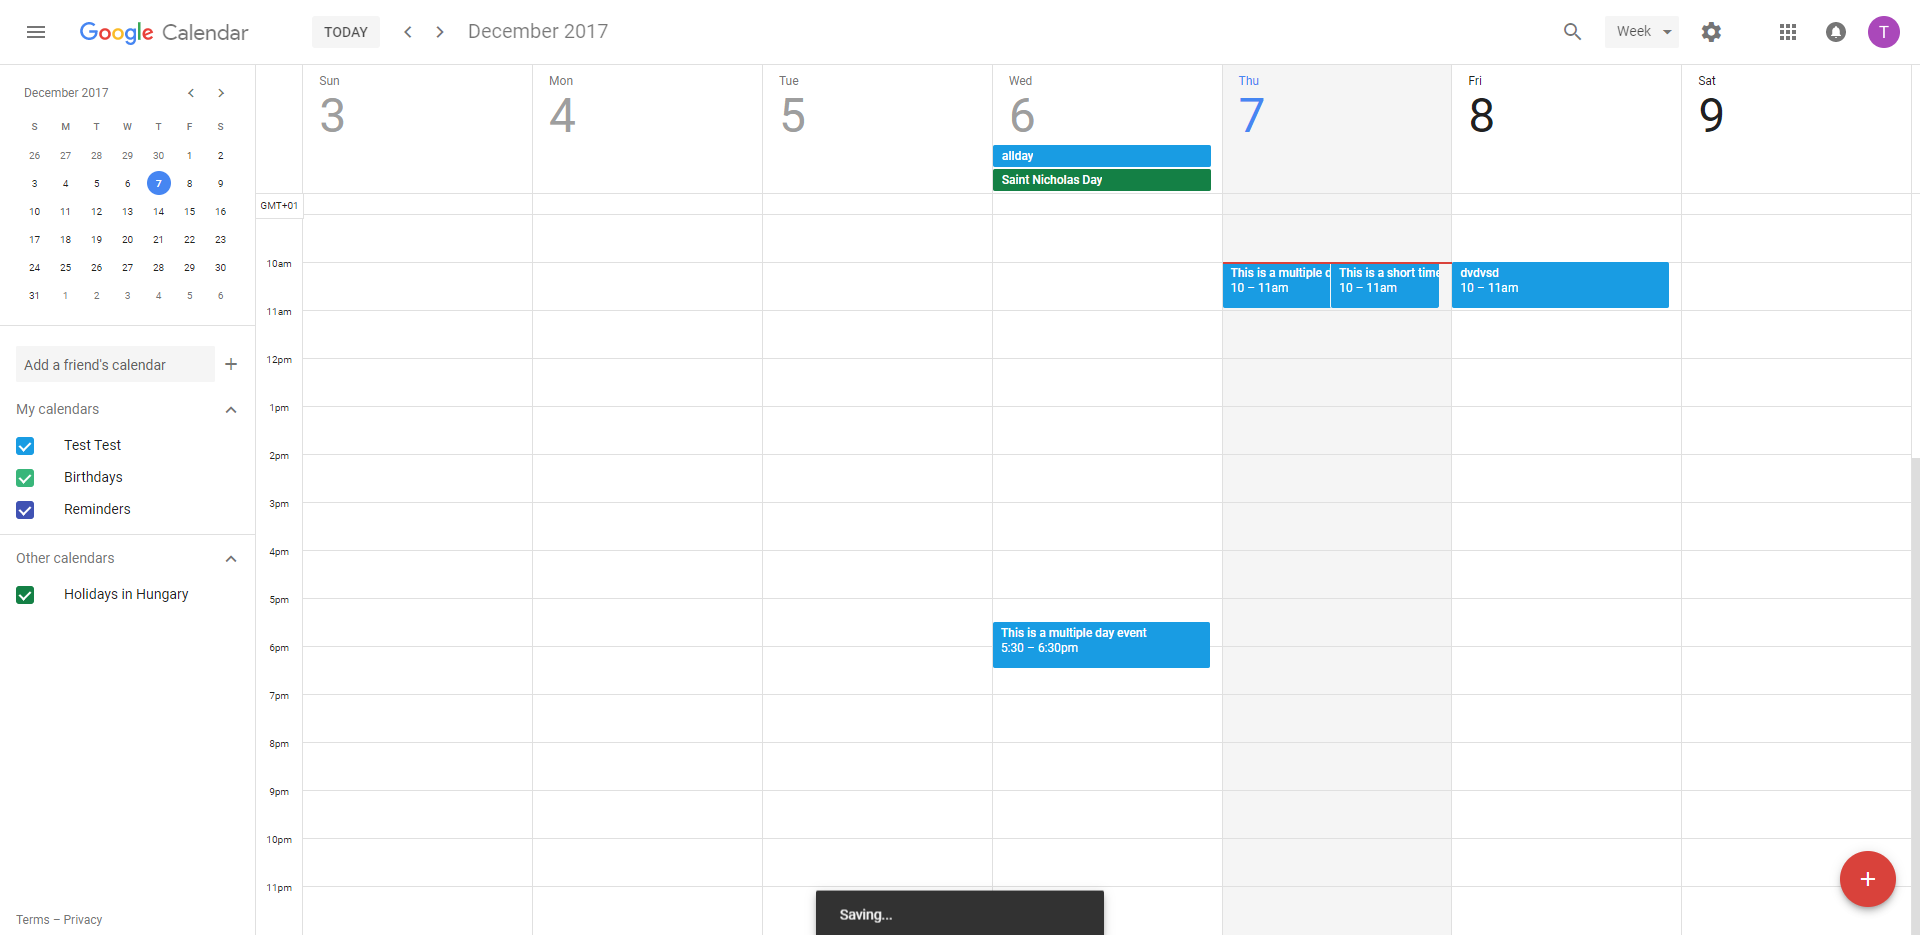 Google Calendar
TODAY
December 2017
Week
T
December 2017
S M T W T F S
26 27 28 29 30 1 2
3 4 5 6 7 8 9
10 11 12 13 14 15 16
17 18 19 20 21 22 23
24 25 26 27 28 29 30
31 1 2 3 4 5 6
Add a friend's calendar
My calendars
Test Test
Birthdays
Reminders
Other calendars
Holidays in Hungary
Terms – Privacy
Sun Mon Tue Wed Thu Fri Sat
3 4 5 6 7 8 9
allday
Saint Nicholas Day
GMT+01
10am
This is a multiple
10 – 11am
This is a short time
10 – 11am
dvdvsd
10 – 11am
11am
12pm
1pm
2pm
3pm
4pm
5pm
This is a multiple day event
5:30 – 6:30pm
6pm
7pm
8pm
9pm
10pm
11pm
Saving...